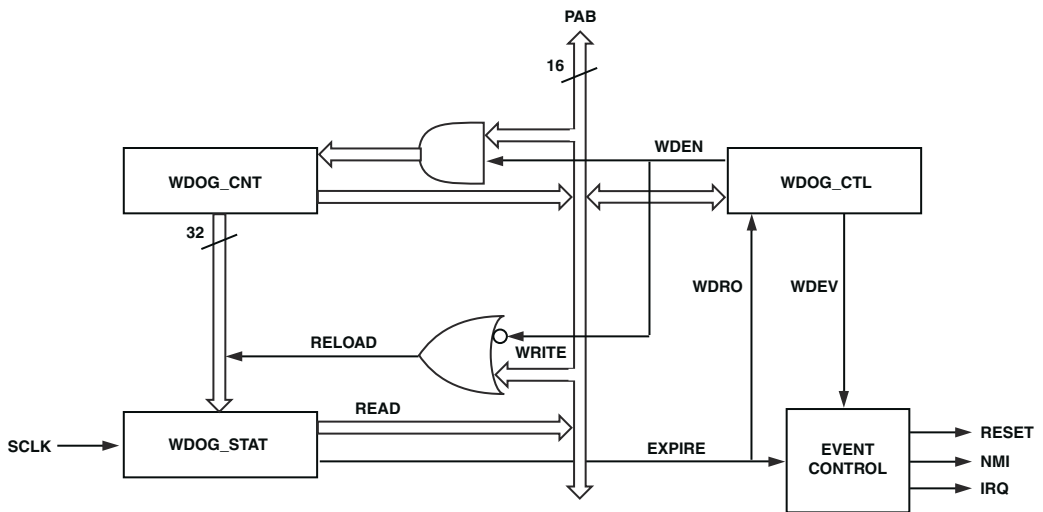 PAB
16
WDEN
WDOG_CNT
WDOG_CTL
32
WDRO
WDEV
RELOAD
WRITE
READ
SCLK
WDOG_STAT
EXPIRE
EVENT
CONTROL
RESET
NMI
IRQ